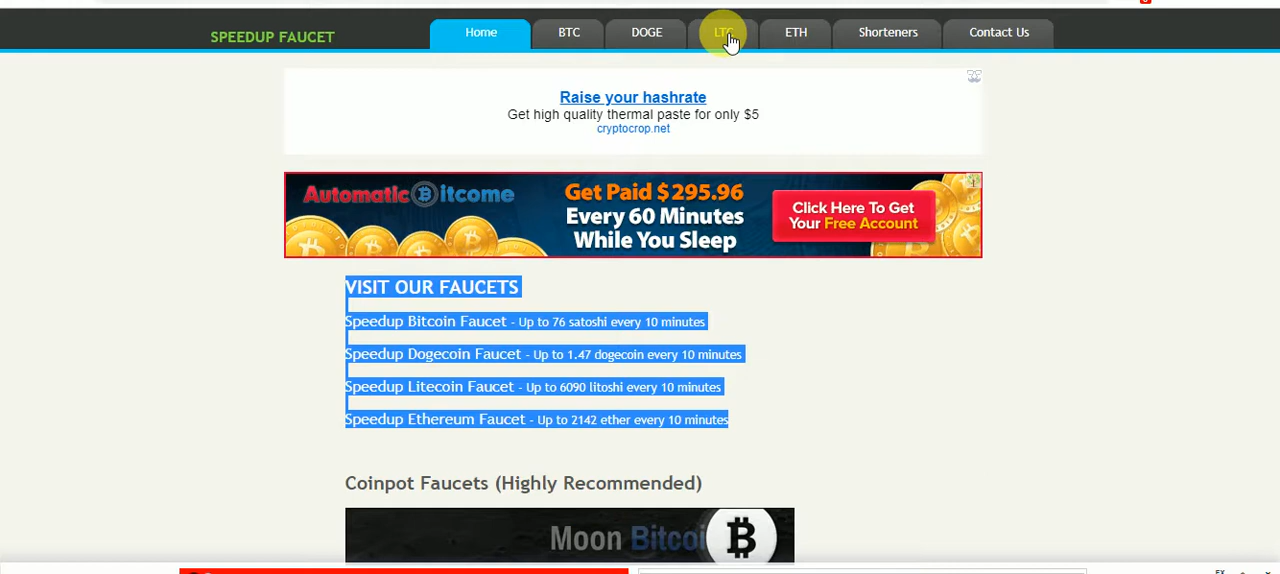 SPEEDUP FAUCET
Home BTC DOGE LTC ETH Shorteners Contact Us
Raise your hashrate
Get high quality thermal paste for only $5
cryptocrop.net
Automatic Bitcome
Get Paid $295.96
Every 60 Minutes
While You Sleep
Click Here To Get
Your Free Account
VISIT OUR FAUCETS
Speedup Bitcoin Faucet - Up to 76 satoshi every 10 minutes
Speedup Dogecoin Faucet - Up to 1.47 dogecoin every 10 minutes
Speedup Litecoin Faucet - Up to 6090 litoshi every 10 minutes
Speedup Ethereum Faucet - Up to 2142 ether every 10 minutes
Coinpot Faucets (Highly Recommended)
Moon Bitcoin